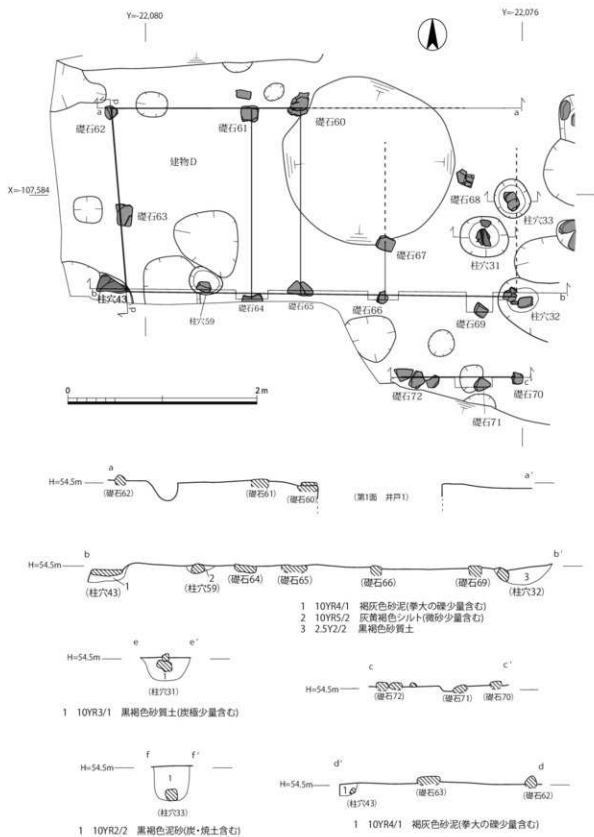 Y=-22,080
Y=-22,076
a
d
a'
礎石62
礎石61
礎石60
建物D
X=-107,584
礎石68
柱穴33
礎石63
礎石67
柱穴31
b
柱穴43
d'
柱穴59
礎石64
礎石65
礎石66
礎石69
柱穴32
b'
0
2m
礎石72
礎石71
礎石70
c
c'
a
a'
H=54.5m
(礎石62)
(礎石61)
(礎石60)
(第1面 井戸1)
b
b'
H=54.5m
1
(柱穴43)
2
(柱穴59)
(礎石64)
(礎石65)
(礎石66)
(礎石69)
3
(柱穴32)
1 10YR4/1 褐灰色砂泥(拳大の礫少量含む)
2 10YR5/2 灰黄褐色シルト(微砂少量含む)
3 2.5Y2/2 黒褐色砂質土
e
e'
H=54.5m
1
(柱穴31)
1 10YR3/1 黒褐色砂質土(炭極少量含む)
c
c'
H=54.5m
(礎石72)
(礎石71)
(礎石70)
f
f'
H=54.5m
1
(柱穴33)
1 10YR2/2 黒褐色泥砂(炭・焼土含む)
d'
d
H=54.5m
1
(柱穴43)
(礎石63)
(礎石62)
1 10YR4/1 褐灰色砂泥(拳大の礫少量含む)